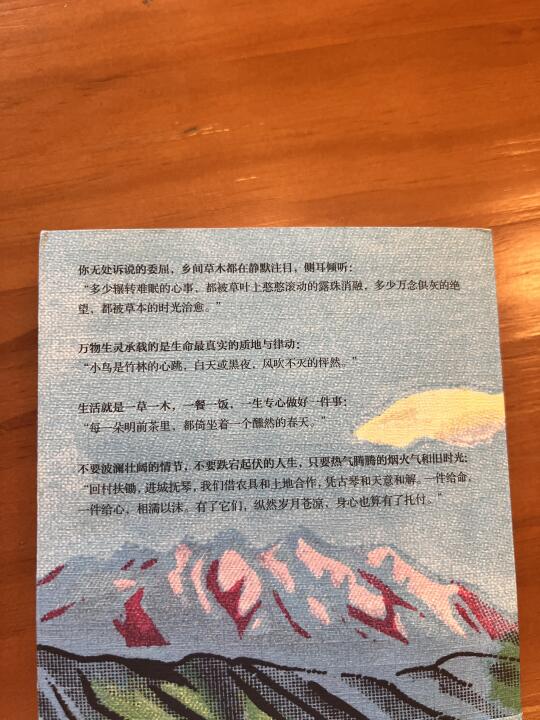 你无处诉说的委屈，乡间草木都在静默注目，侧耳倾听：
“多少辗转难眠的心事，都被草叶上憨憨滚动的露珠消融，多少万念俱灰的绝
望，都被草本的时光治愈。”
万物生灵承载的是生命最真实的质地与律动：
“小鸟是竹林的心跳，白天或黑夜，风吹不灭的怦然。”
生活就是一草一木，一餐一饭，一生专心做好一件事：
“每一朵明前茶里，都倚坐着一个醺然的春天。”
不要波澜壮阔的情节，不要跌宕起伏的人生，只要热气腾腾的烟火气和旧时光：
“回村扶锄，进城抚琴，我们借农具和土地合作，凭古琴和天意和解。一件给命，
一件给心，相濡以沫。有了它们，纵然岁月苍凉，身心也算有了托付。”